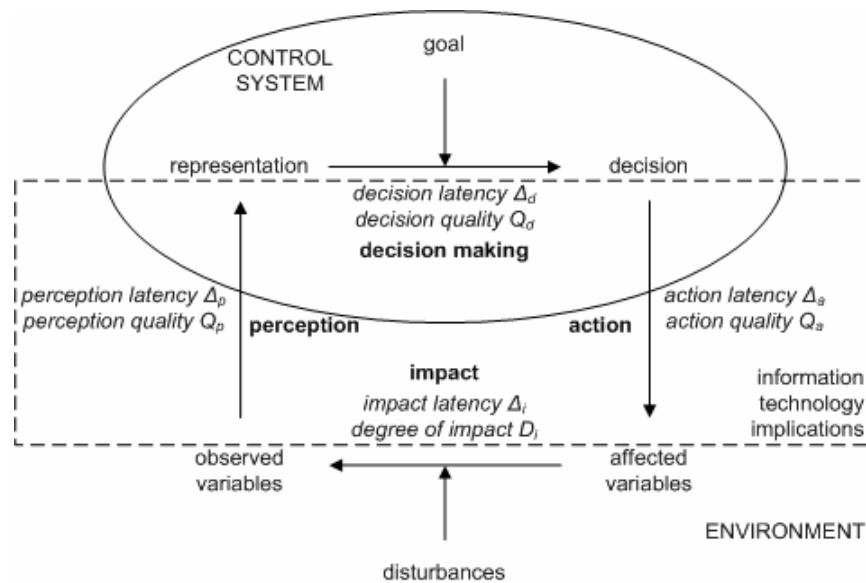 CONTROL
SYSTEM
goal
representation
decision
decision latency Δd
decision quality Qd
decision making
perception latency Δp
perception quality Qp
perception
action
action latency Δa
action quality Qa
impact
impact latency Δi
degree of impact Di
information
technology
implications
observed
variables
affected
variables
ENVIRONMENT
disturbances